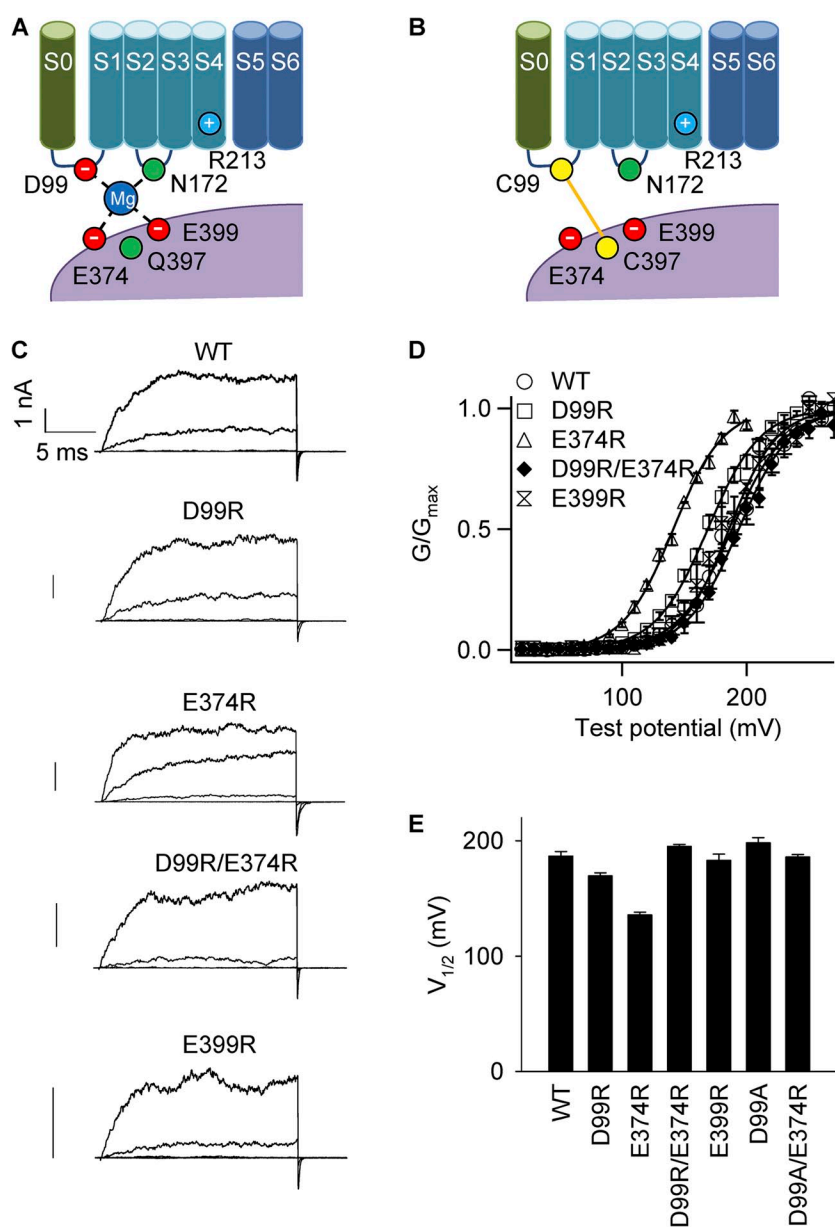 A
S0 S1 S2 S3 S4 S5 S6
+
R213
D99 - N172
Mg
- - E399
E374 Q397
B
S0 S1 S2 S3 S4 S5 S6
+
R213
C99 N172
- - E399
E374 C397
C
WT
1 nA
5 ms
D99R
E374R
D99R/E374R
E399R
D
WT
D99R
E374R
D99R/E374R
E399R
1.0
0.5
0.0
G/Gmax
100 200
Test potential (mV)
E
200
100
0
V1/2 (mV)
WT
D99R
E374R
D99R/E374R
E399R
D99A
D99A/E374R